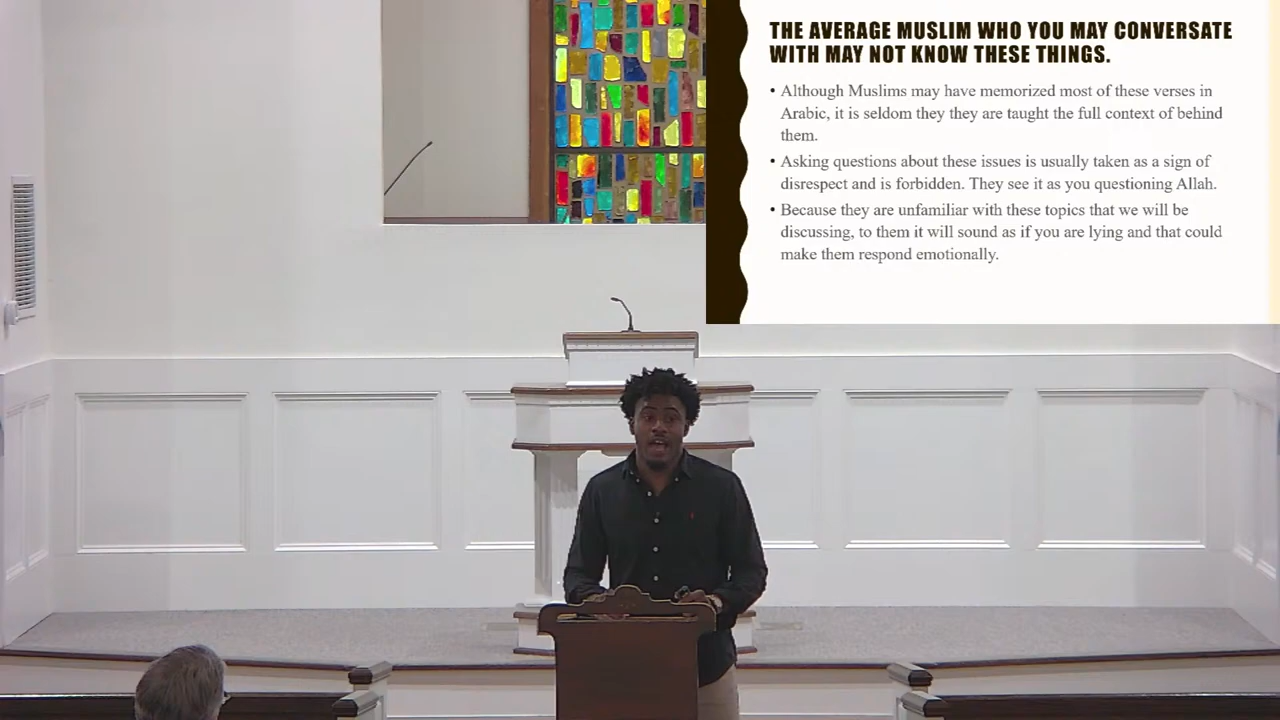 THE AVERAGE MUSLIM WHO YOU MAY CONVERSATE
WITH MAY NOT KNOW THESE THINGS.
• Although Muslims may have memorized most of these verses in
Arabic, it is seldom they they are taught the full context of behind
them.
• Asking questions about these issues is usually taken as a sign of
disrespect and is forbidden. They see it as you questioning Allah.
• Because they are unfamiliar with these topics that we will be
discussing, to them it will sound as if you are lying and that could
make them respond emotionally.